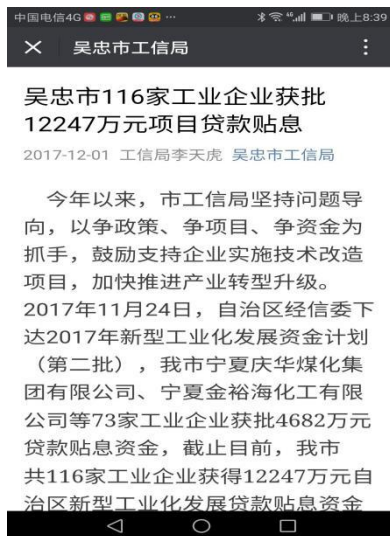 中国电信4G ... 晚上8:39
吴忠市工信局
吴忠市116家工业企业获批
12247万元项目贷款贴息
2017-12-01 工信局李天虎 吴忠市工信局
今年以来，市工信局坚持问题导
向，以争政策、争项目、争资金为
抓手，鼓励支持企业实施技术改造
项目，加快推进产业转型升级。
2017年11月24日，自治区经信委下
达2017年新型工业化发展资金计划
（第二批），我市宁夏庆华煤化集
团有限公司、宁夏金裕海化工有限
公司等73家工业企业获批4682万元
贷款贴息资金，截止目前，我市
共116家工业企业获得12247万元自
治区新型工业化发展贷款贴息资金